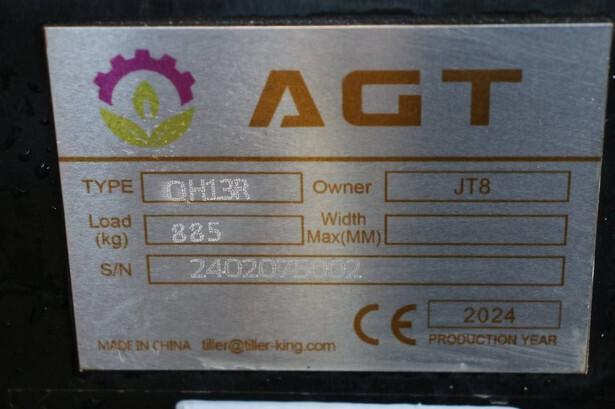 AGT
TYPE QH13R Owner JT8
Load (kg) 885 Width Max(MM)
S/N 2402075002
CE 2024
MADE IN CHINA tiller@tiller-king.com PRODUCTION YEAR